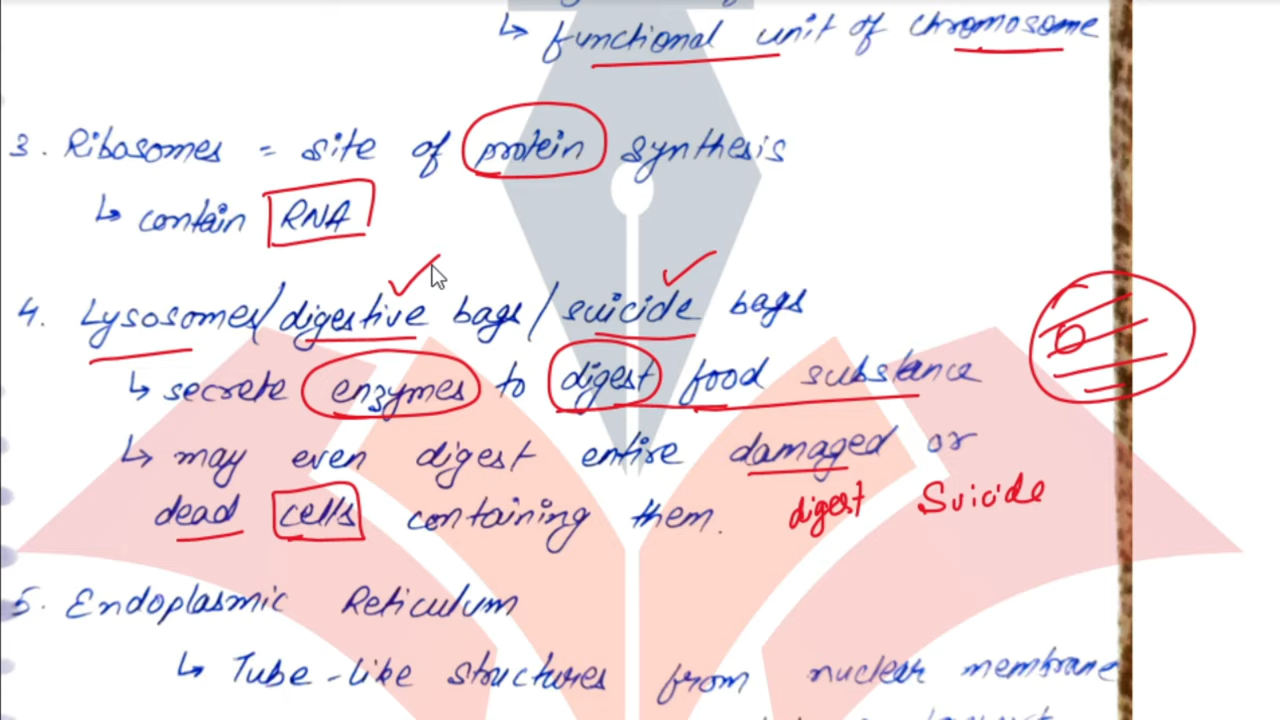 ↳ functional unit of chromosome
3. Ribosomes = site of protein synthesis
↳ contain RNA
4. Lysosomes/digestive bags/suicide bags
↳ secrete enzymes to digest food substance
↳ may even digest entire damaged or
dead cells containing them.
digest Suicide
5. Endoplasmic Reticulum
↳ Tube-like structures from nuclear membrane